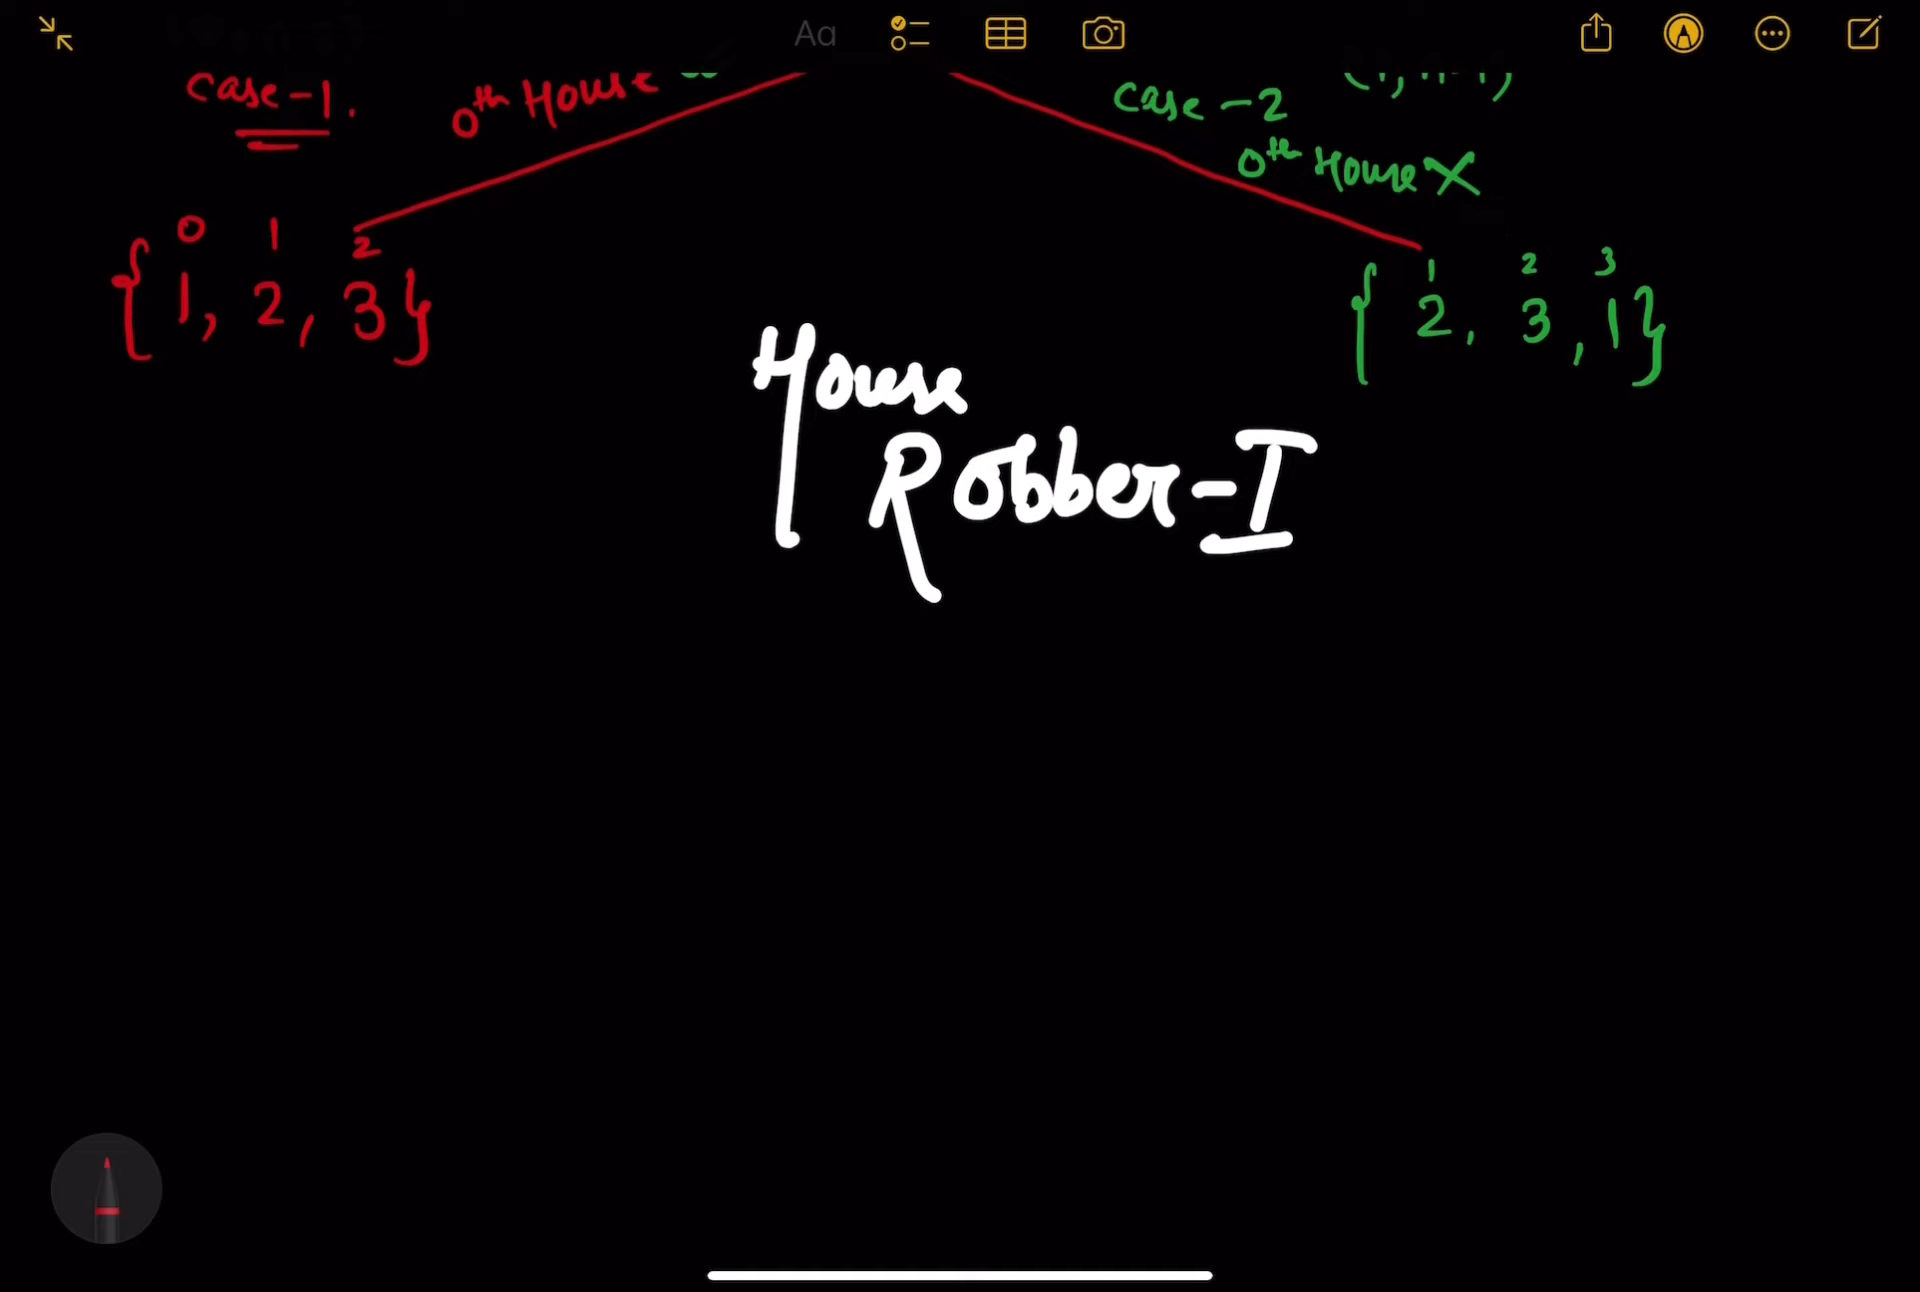 Aa
Case-1.
0th House
Case-2
0th House X
0 1 2
{1, 2, 3}
1 2 3
{2, 3, 1}
House
Robber-I